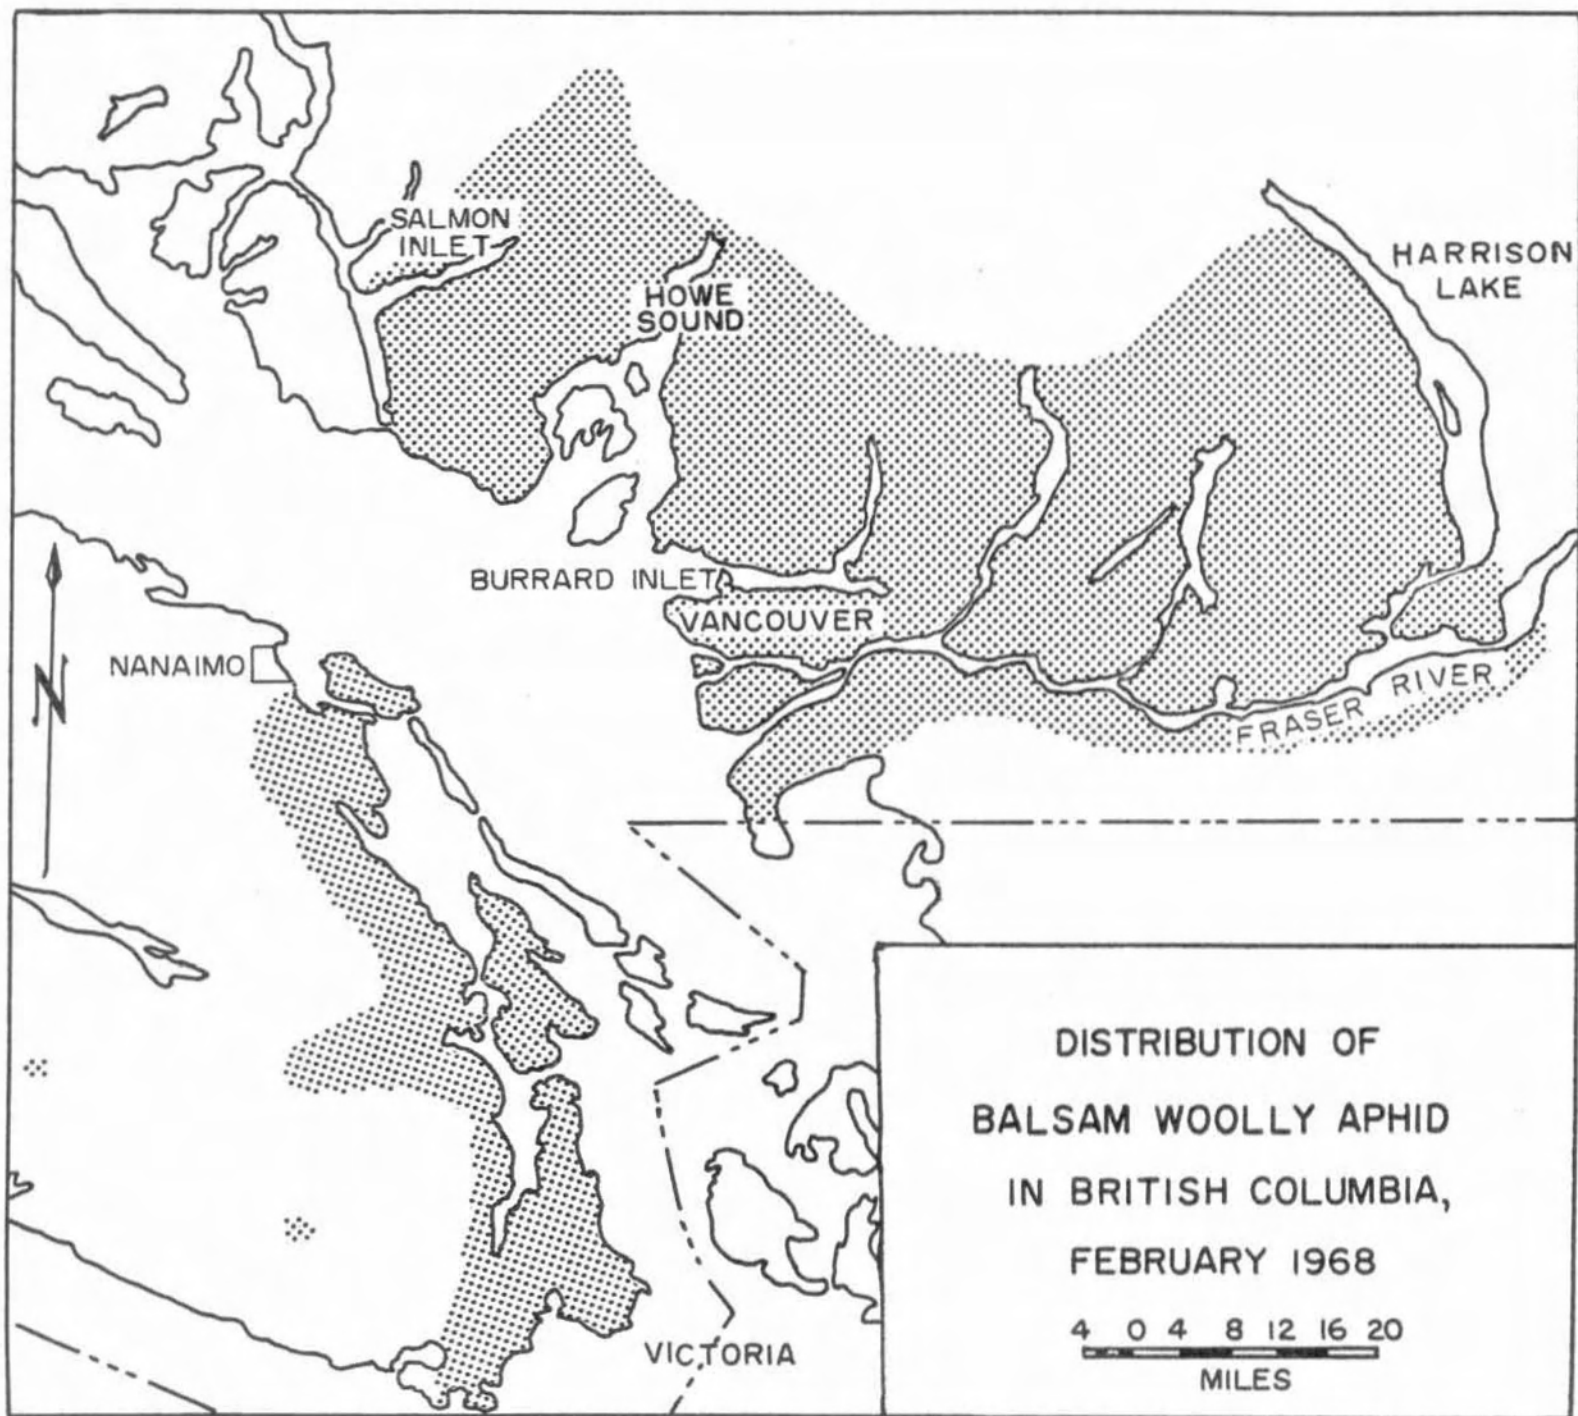 SALMON
INLET
HOWE
SOUND
HARRISON
LAKE
BURRARD INLET
VANCOUVER
NANAIMO
N
FRASER RIVER
VICTORIA
DISTRIBUTION OF
BALSAM WOOLLY APHID
IN BRITISH COLUMBIA,
FEBRUARY 1968
4 0 4 8 12 16 20
MILES